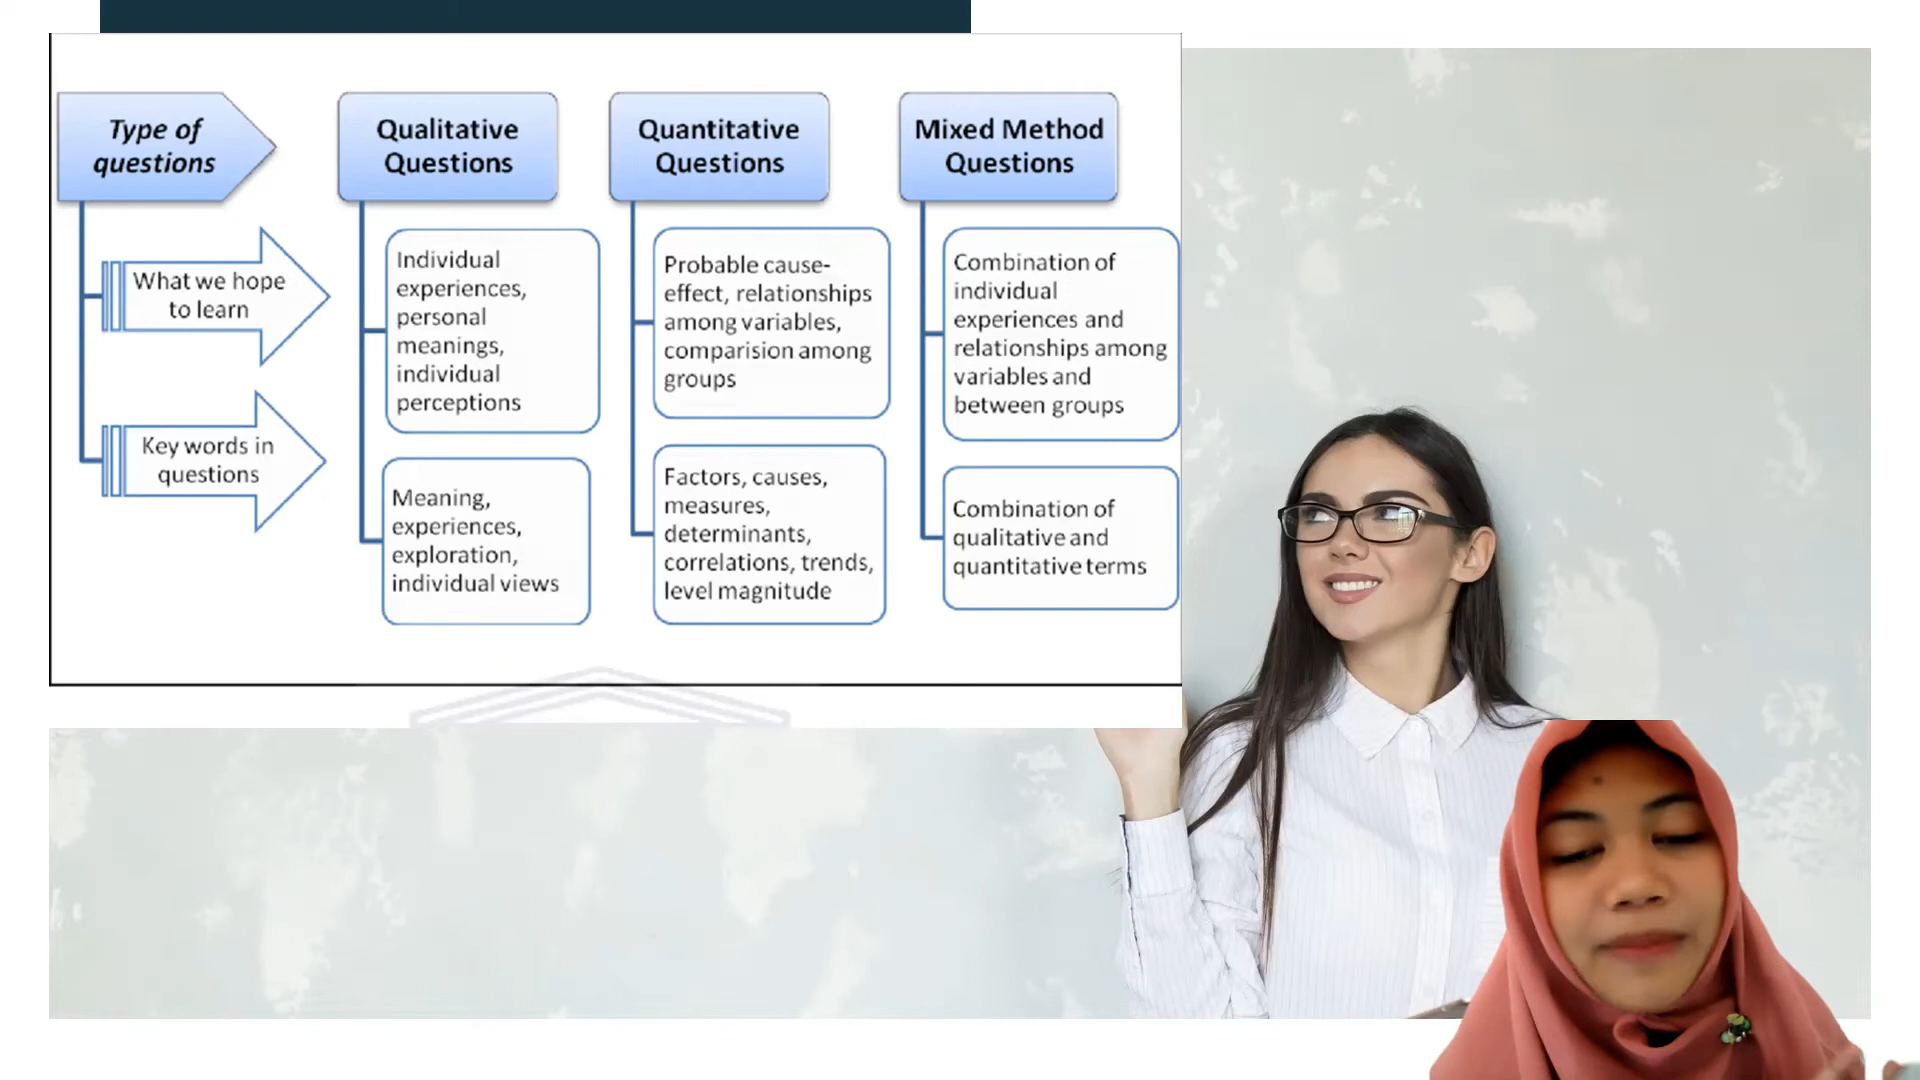 Type of
questions
Qualitative
Questions
Quantitative
Questions
Mixed Method
Questions
What we hope
to learn
Individual
experiences,
personal
meanings,
individual
perceptions
Probable cause-
effect, relationships
among variables,
comparision among
groups
Combination of
individual
experiences and
relationships among
variables and
between groups
Key words in
questions
Meaning,
experiences,
exploration,
individual views
Factors, causes,
measures,
determinants,
correlations, trends,
level magnitude
Combination of
qualitative and
quantitative terms